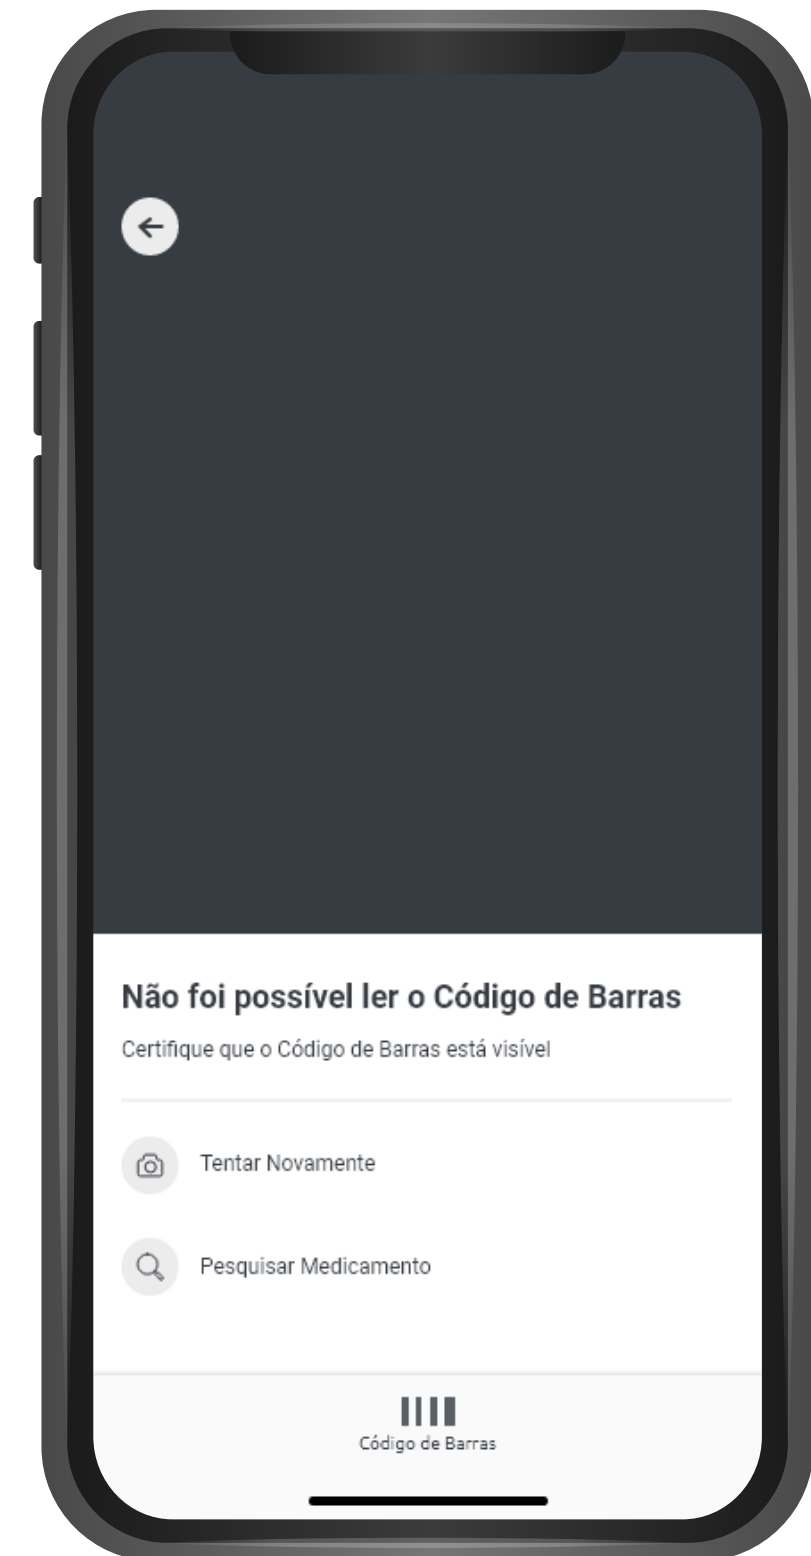 Não foi possível ler o Código de Barras
Certifique que o Código de Barras está visível
Tentar Novamente
Pesquisar Medicamento
Código de Barras